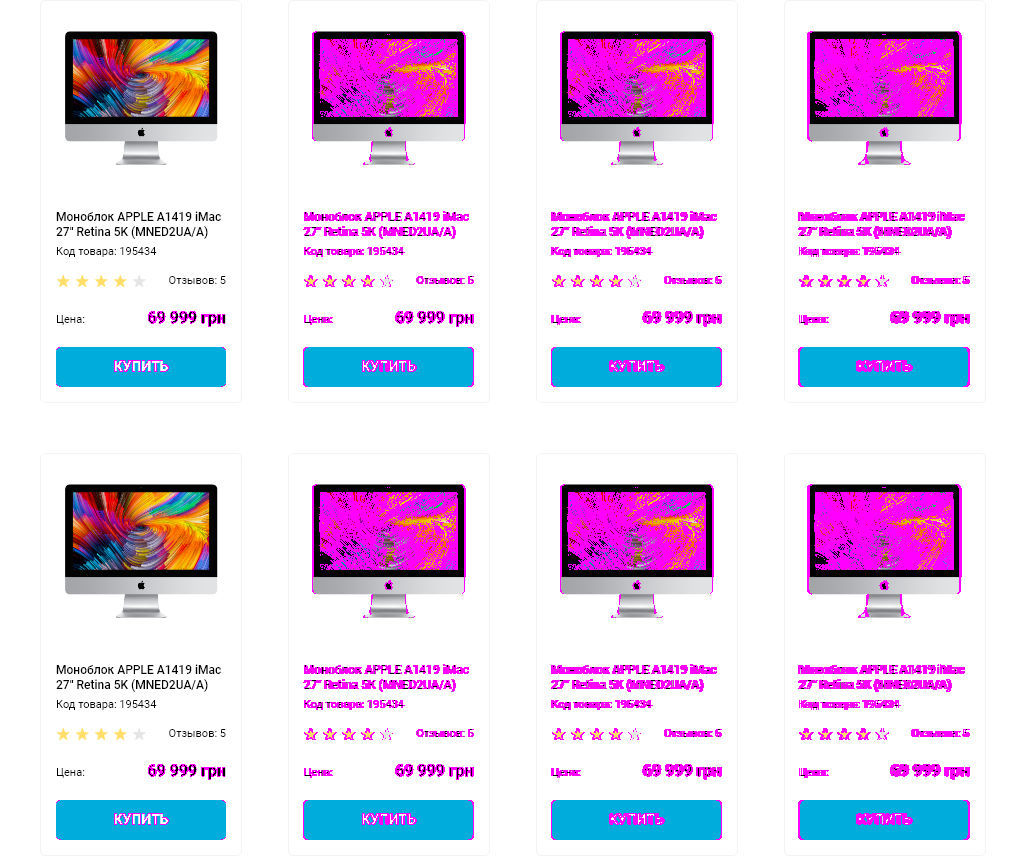 Моноблок APPLE A1419 iMac
27" Retina 5K (MNED2UA/A)
Код товара: 195434
Отзывов: 5
Цена: 69 999 грн
КУПИТЬ
Моноблок APPLE A1419 iMac
27" Retina 5K (MNED2UA/A)
Код товара: 195434
Отзывов: 5
Цена: 69 999 грн
КУПИТЬ
Моноблок APPLE A1419 iMac
27" Retina 5K (MNED2UA/A)
Код товара: 195434
Отзывов: 5
Цена: 69 999 грн
КУПИТЬ
Моноблок APPLE A1419 iMac
27" Retina 5K (MNED2UA/A)
Код товара: 195434
Отзывов: 5
Цена: 69 999 грн
КУПИТЬ
Моноблок APPLE A1419 iMac
27" Retina 5K (MNED2UA/A)
Код товара: 195434
Отзывов: 5
Цена: 69 999 грн
КУПИТЬ
Моноблок APPLE A1419 iMac
27" Retina 5K (MNED2UA/A)
Код товара: 195434
Отзывов: 5
Цена: 69 999 грн
КУПИТЬ
Моноблок APPLE A1419 iMac
27" Retina 5K (MNED2UA/A)
Код товара: 195434
Отзывов: 5
Цена: 69 999 грн
КУПИТЬ
Моноблок APPLE A1419 iMac
27" Retina 5K (MNED2UA/A)
Код товара: 195434
Отзывов: 5
Цена: 69 999 грн
КУПИТЬ